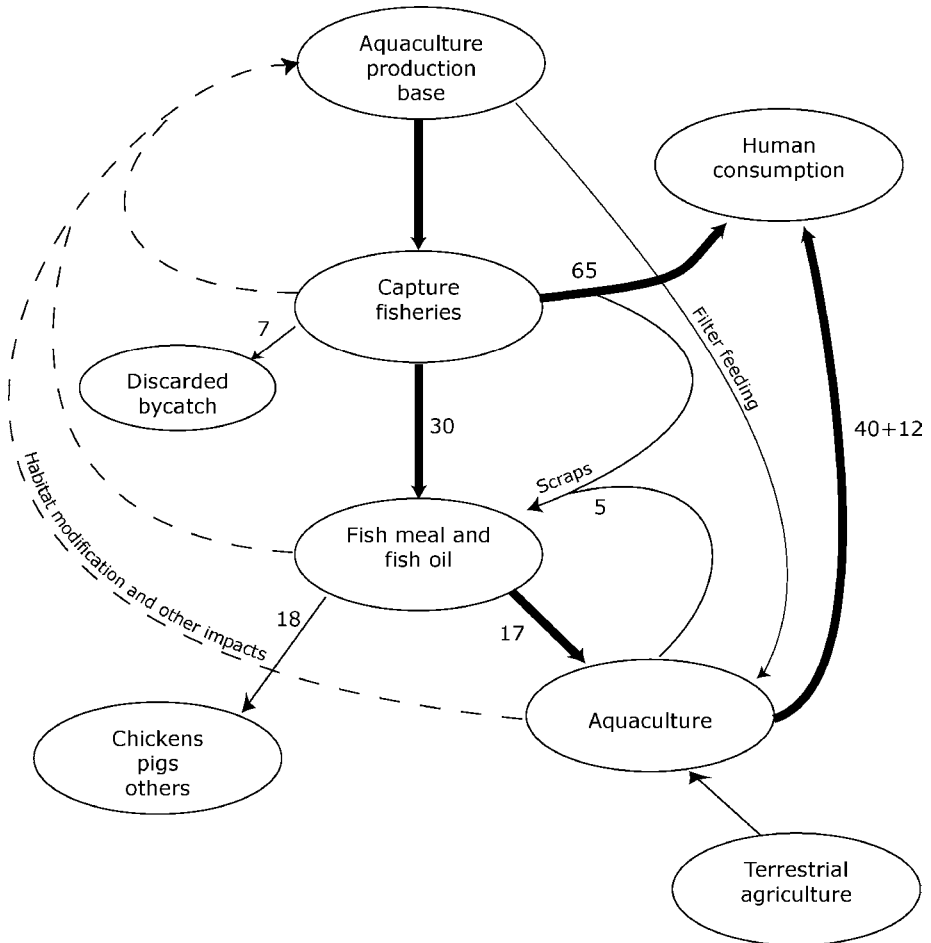 Aquaculture
production
base
Human
consumption
65
Capture
fisheries
Filter feeding
7
Discarded
bycatch
30
40+12
Scraps
5
Fish meal and
fish oil
Habitat modification and other impacts
18
17
Aquaculture
Chickens
pigs
others
Terrestrial
agriculture